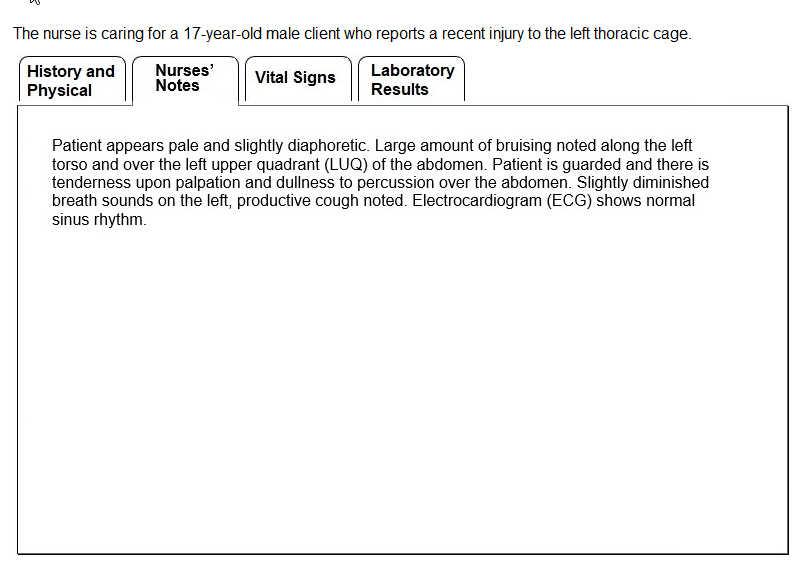 The nurse is caring for a 17-year-old male client who reports a recent injury to the left thoracic cage.
History and
Physical
Nurses’
Notes
Vital Signs
Laboratory
Results
Patient appears pale and slightly diaphoretic. Large amount of bruising noted along the left
torso and over the left upper quadrant (LUQ) of the abdomen. Patient is guarded and there is
tenderness upon palpation and dullness to percussion over the abdomen. Slightly diminished
breath sounds on the left, productive cough noted. Electrocardiogram (ECG) shows normal
sinus rhythm.